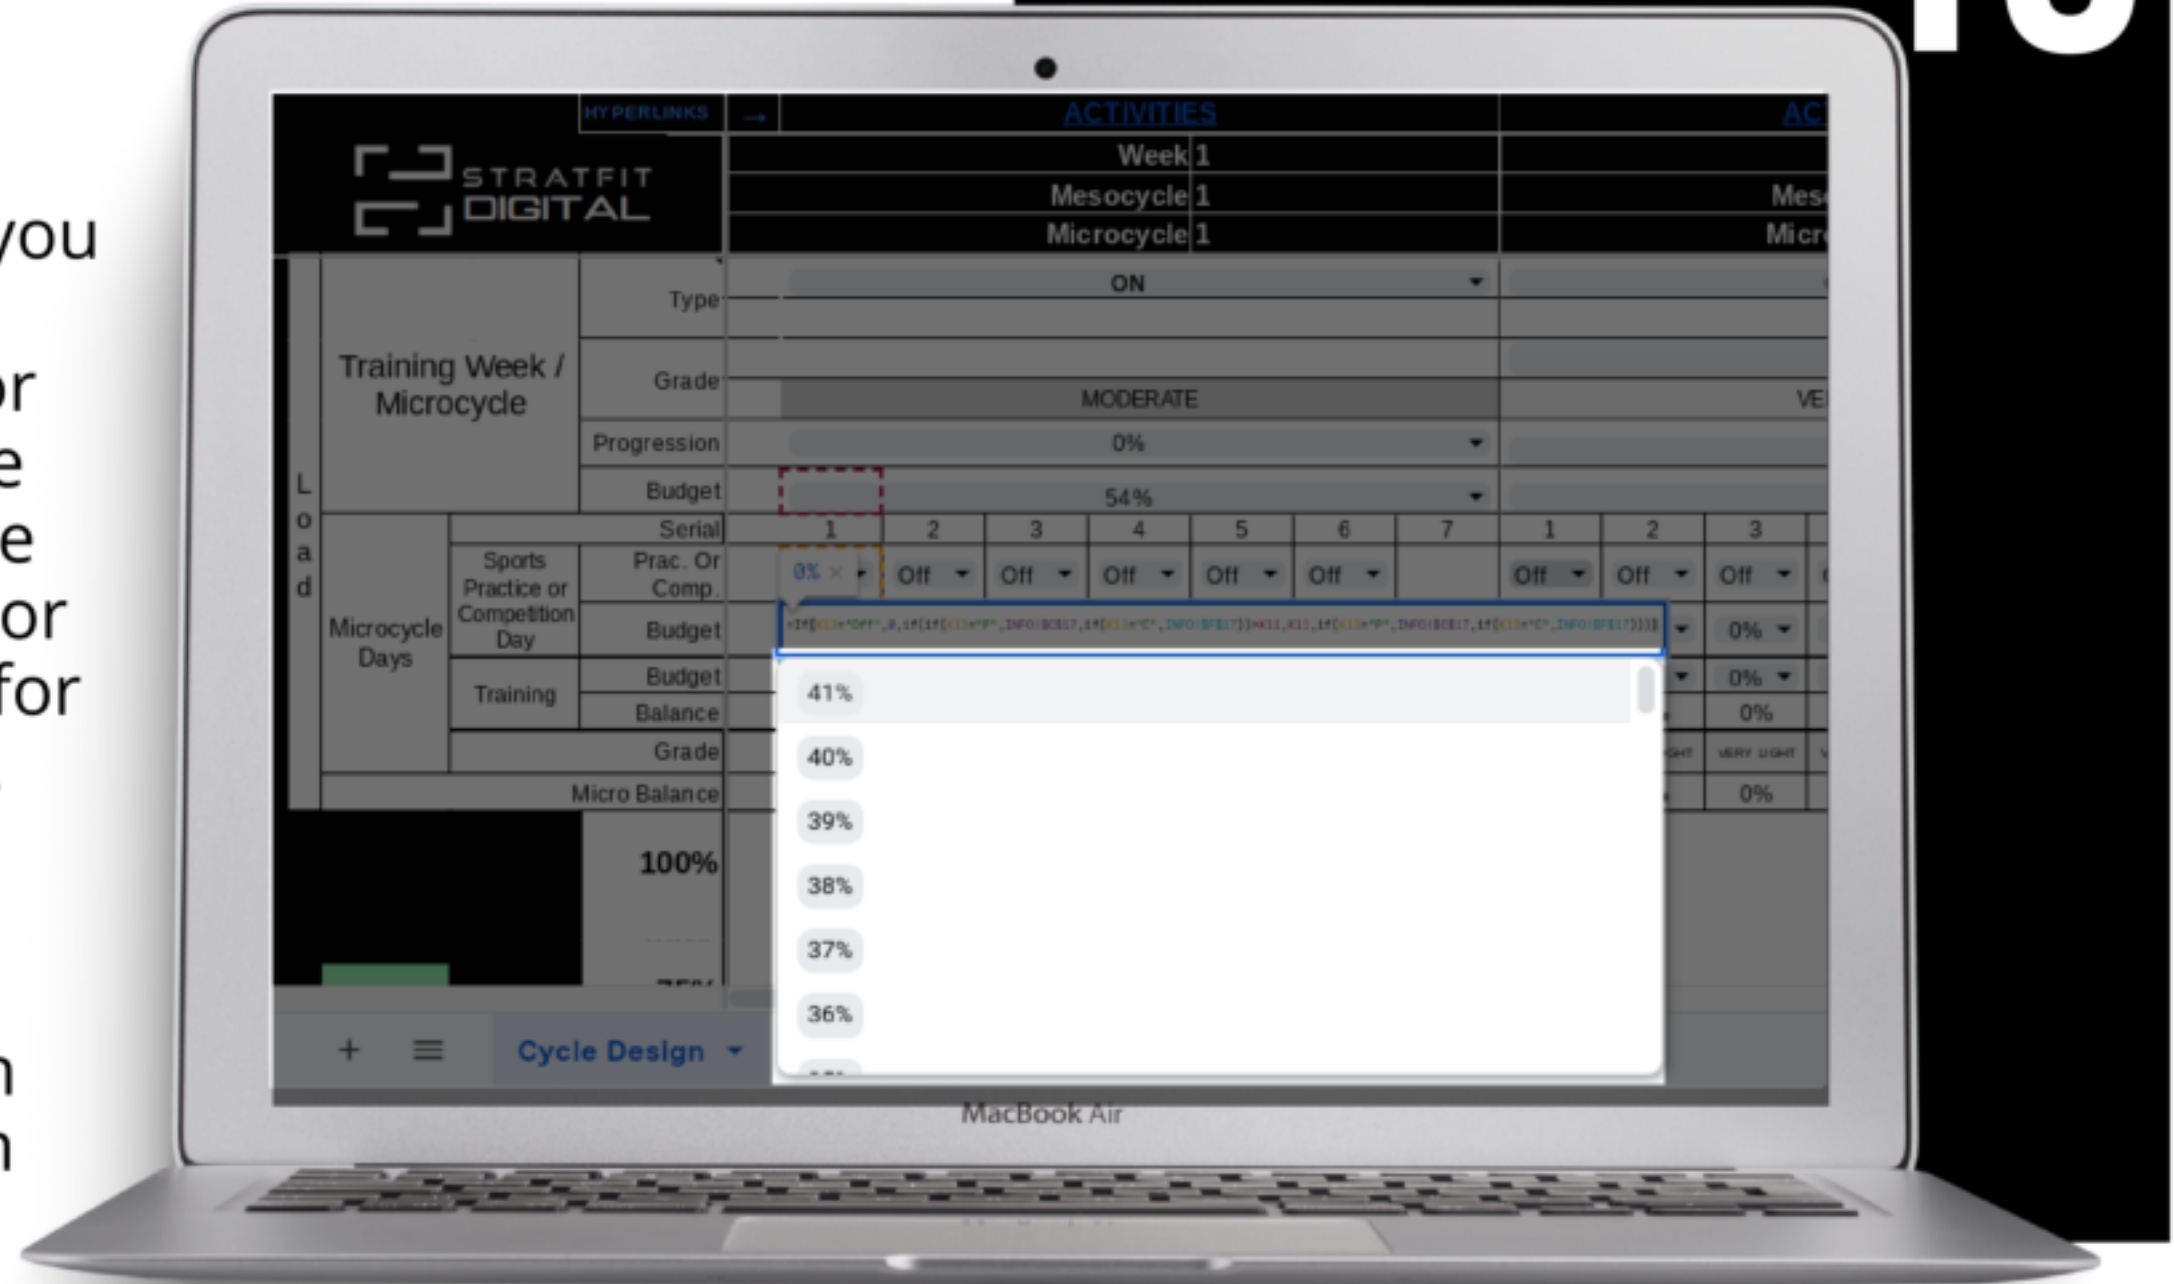 you
or
e
e
or
for
n
n
HYPERLINKS → ACTIVITIES
STRATFIT
DIGITAL
Week 1
Mesocycle 1
Microcycle 1
Load
Training Week /
Microcycle
Type ON
Grade
MODERATE
Progression 0%
Budget 54%
Serial 1 2 3 4 5 6 7 1 2 3
Microcycle
Days
Sports
Practice or
Competition
Day
Prac. Or
Comp.
0% × Off Off Off Off Off Off Off Off
Budget
0%
Training
Budget 0%
Balance 0%
Grade VERY LIGHT
Micro Balance 0%
41%
40%
39%
38%
37%
36%
100%
+ Cycle Design
MacBook Air